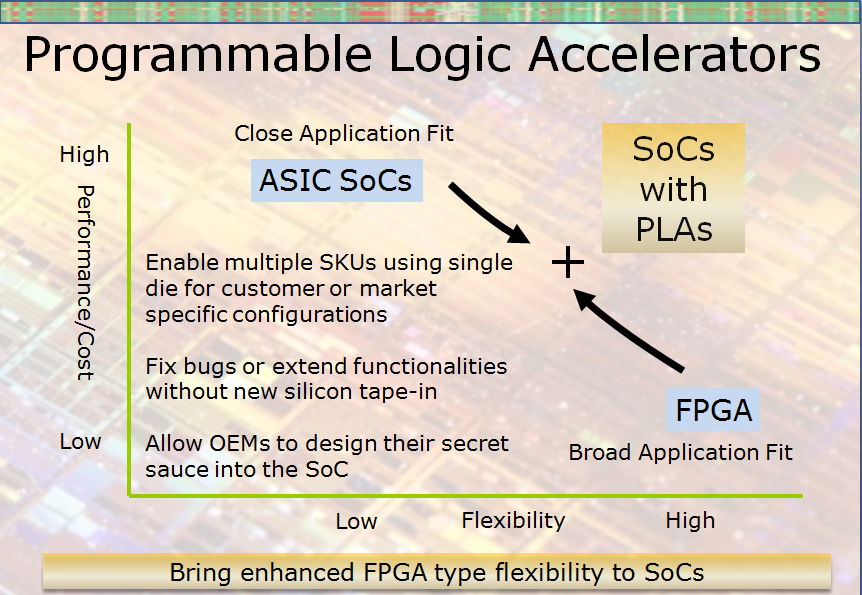 Programmable Logic Accelerators
Close Application Fit
High
ASIC SoCs
SoCs
with
PLAs
Performance/Cost
+
Enable multiple SKUs using single
die for customer or market
specific configurations
Fix bugs or extend functionalities
without new silicon tape-in
FPGA
Low
Allow OEMs to design their secret
sauce into the SoC
Broad Application Fit
Low
Flexibility
High
Bring enhanced FPGA type flexibility to SoCs